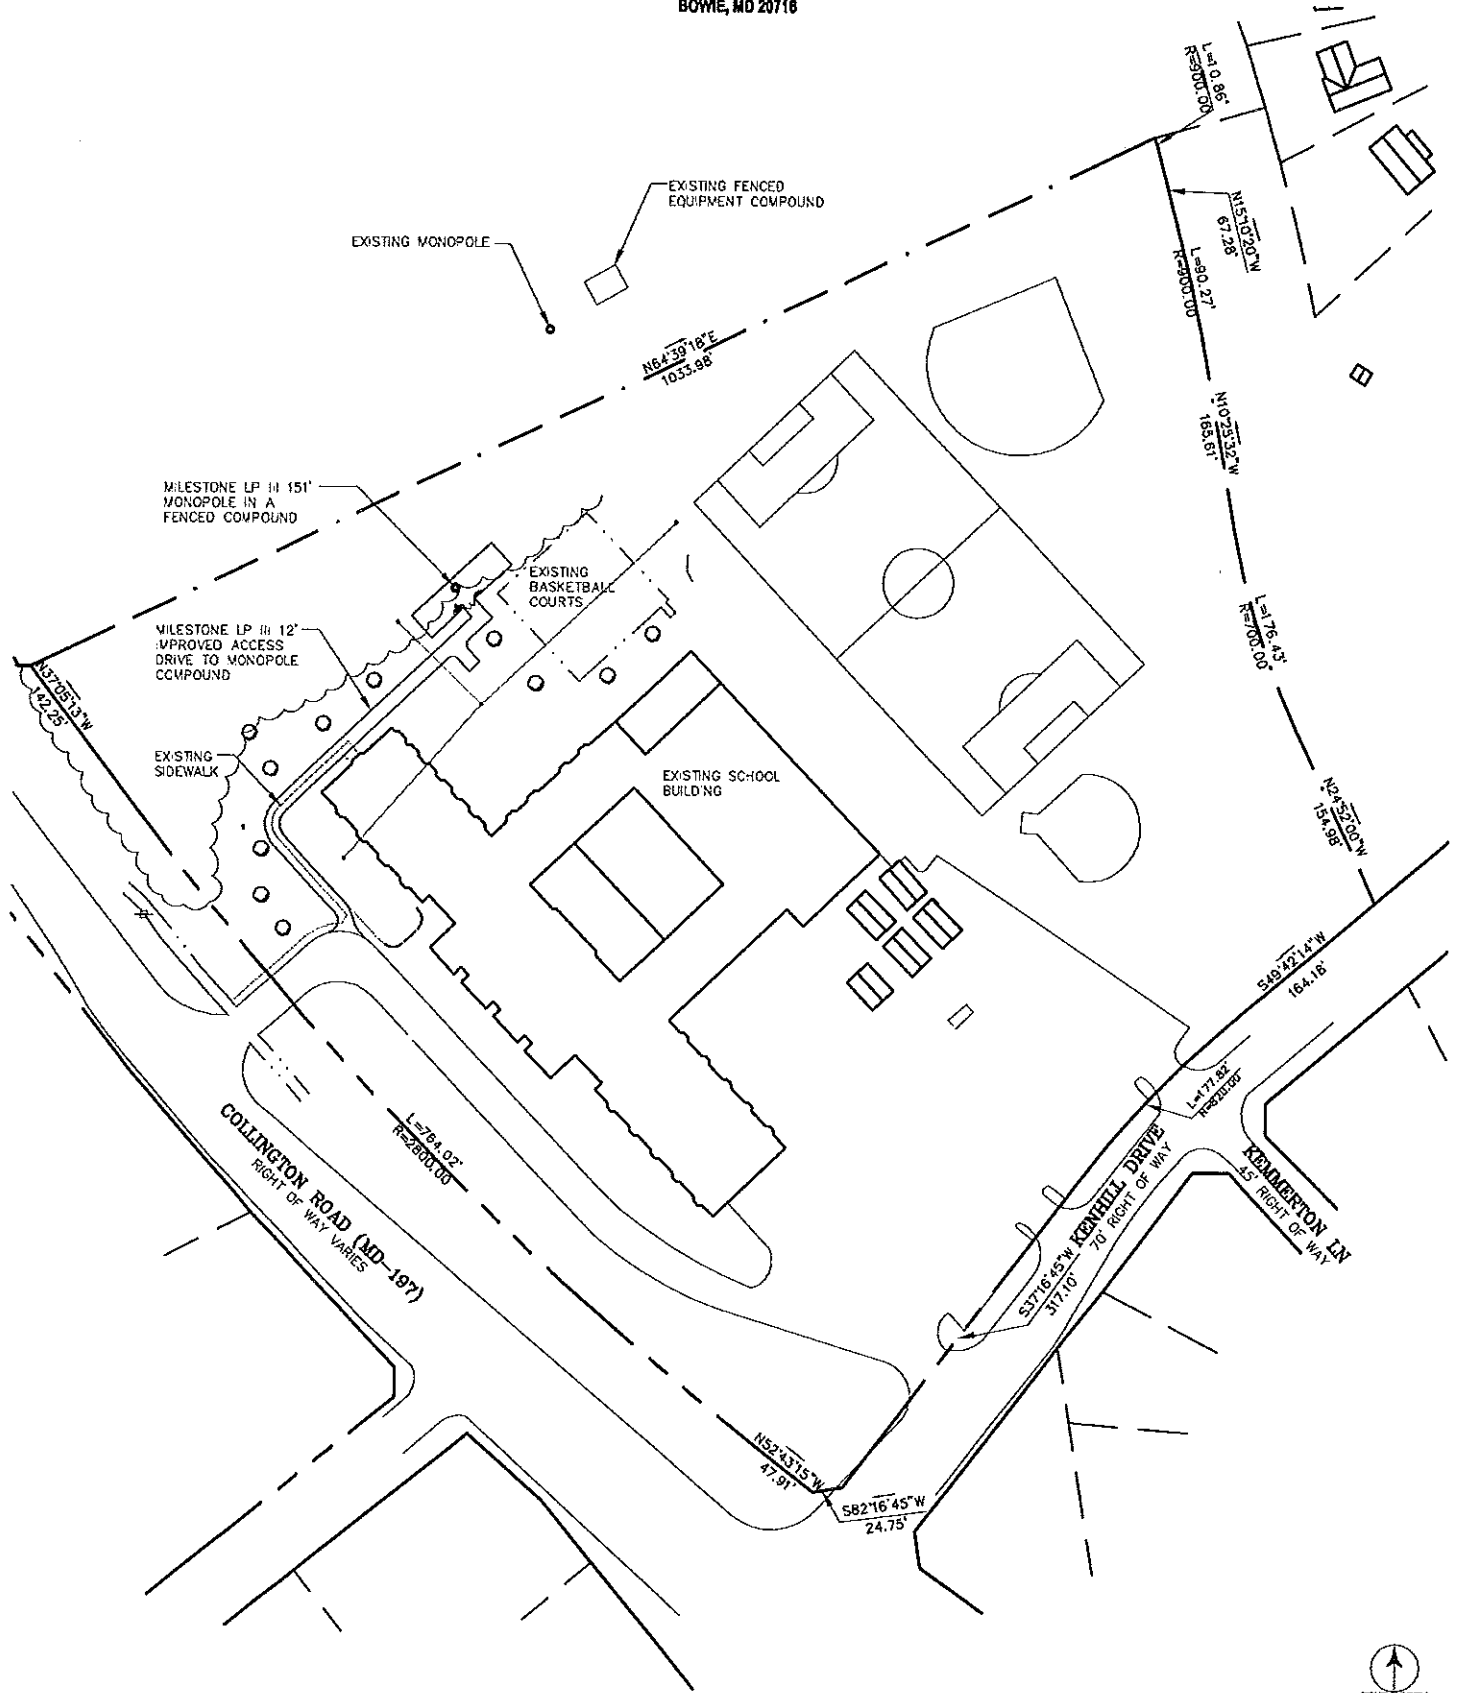 BOWIE, MD 20716
L=10.86'
R=900.00
EXISTING FENCED
EQUIPMENT COMPOUND
EXISTING MONOPOLE
N15°10'20"W
67.28'
L=90.27'
R=900.00
N64°39'18"E
1033.98'
N10°25'32"W
165.61'
MILESTONE LP III 151'
MONOPOLE IN A
FENCED COMPOUND
EXISTING
BASKETBALL
COURTS
MILESTONE LP III 12'
IMPROVED ACCESS
DRIVE TO MONOPOLE
COMPOUND
L=176.43'
R=700.00'
N37°05'13"W
142.25'
EXISTING
SIDEWALK
EXISTING SCHOOL
BUILDING
N24°52'00"W
154.98'
S49°42'14"W
164.18'
L=177.82'
R=820.00'
COLLINGTON ROAD (MD-197)
RIGHT OF WAY VARIES
L=764.02'
R=2800.00
KENHILL DRIVE
70' RIGHT OF WAY
KEMMERTON LN
45' RIGHT OF WAY
S37°16'45"W
317.10'
N52°43'15"W
47.91'
S82°16'45"W
24.75'